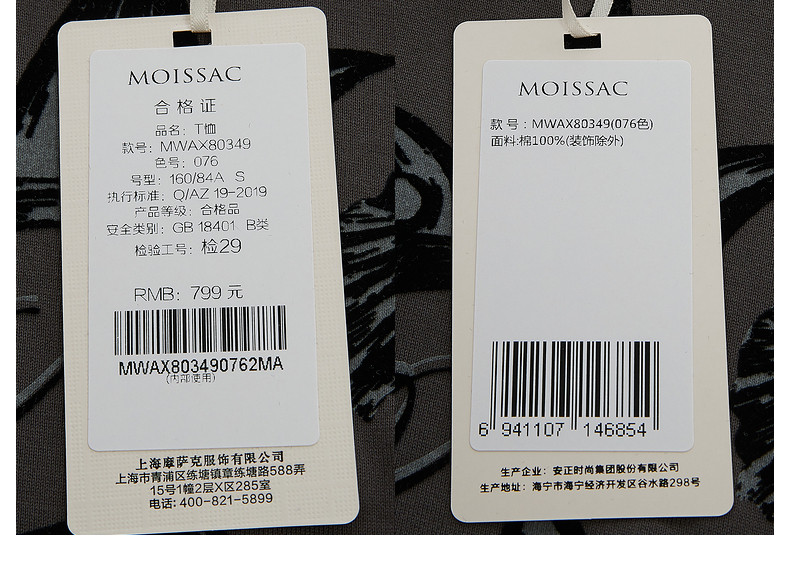 MOISSAC
合格证
品名：T恤
款号：MWAX80349
色号：076
号型：160/84A S
执行标准：Q/AZ 19-2019
产品等级：合格品
安全类别：GB 18401 B类
检验工号：检29
RMB：799 元
MWAX803490762MA
(内部使用)
上海摩萨克服饰有限公司
上海市青浦区练塘镇章练塘路588弄
15号1幢2层X区285室
电话：400-821-5899
MOISSAC
款 号：MWAX80349(076色)
面料:棉100%(装饰除外)
6 941107 146854
生产企业：安正时尚集团股份有限公司
生产地址：海宁市海宁经济开发区谷水路298号